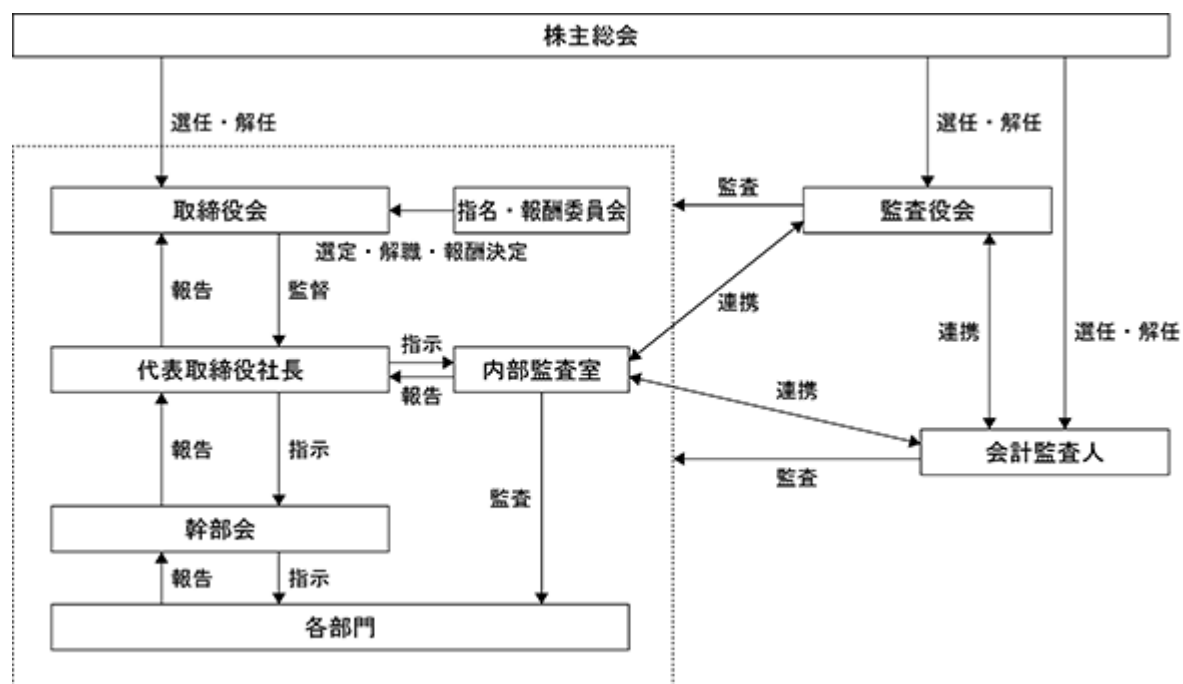 株主総会
選任・解任
選任・解任
取締役会
指名・報酬委員会
監査
監査役会
選定・解職・報酬決定
報告
監督
連携
連携
選任・解任
代表取締役社長
指示
報告
内部監査室
連携
報告
指示
会計監査人
監査
監査
幹部会
報告
指示
各部門